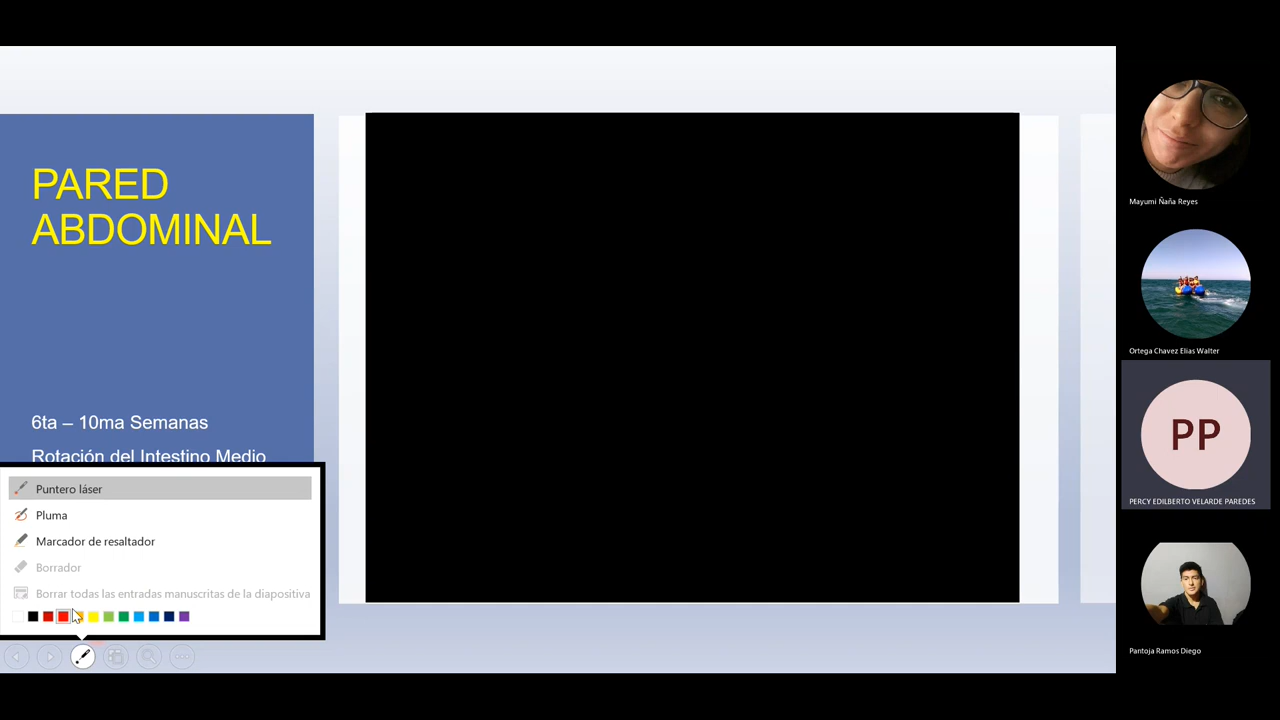 PARED
ABDOMINAL
6ta – 10ma Semanas
Rotación del Intestino Medio
Puntero láser
Pluma
Marcador de resaltador
Borrador
Borrar todas las entradas manuscritas de la diapositiva
Mayumi Ñaña Reyes
Ortega Chavez Elias Walter
PP
PERCY EDILBERTO VELARDE PAREDES
Pantoja Ramos Diego